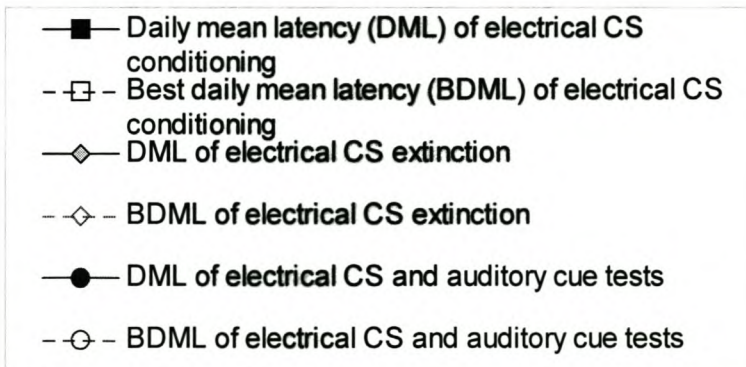 Daily mean latency (DML) of electrical CS
conditioning
Best daily mean latency (BDML) of electrical CS
conditioning
DML of electrical CS extinction
BDML of electrical CS extinction
DML of electrical CS and auditory cue tests
BDML of electrical CS and auditory cue tests